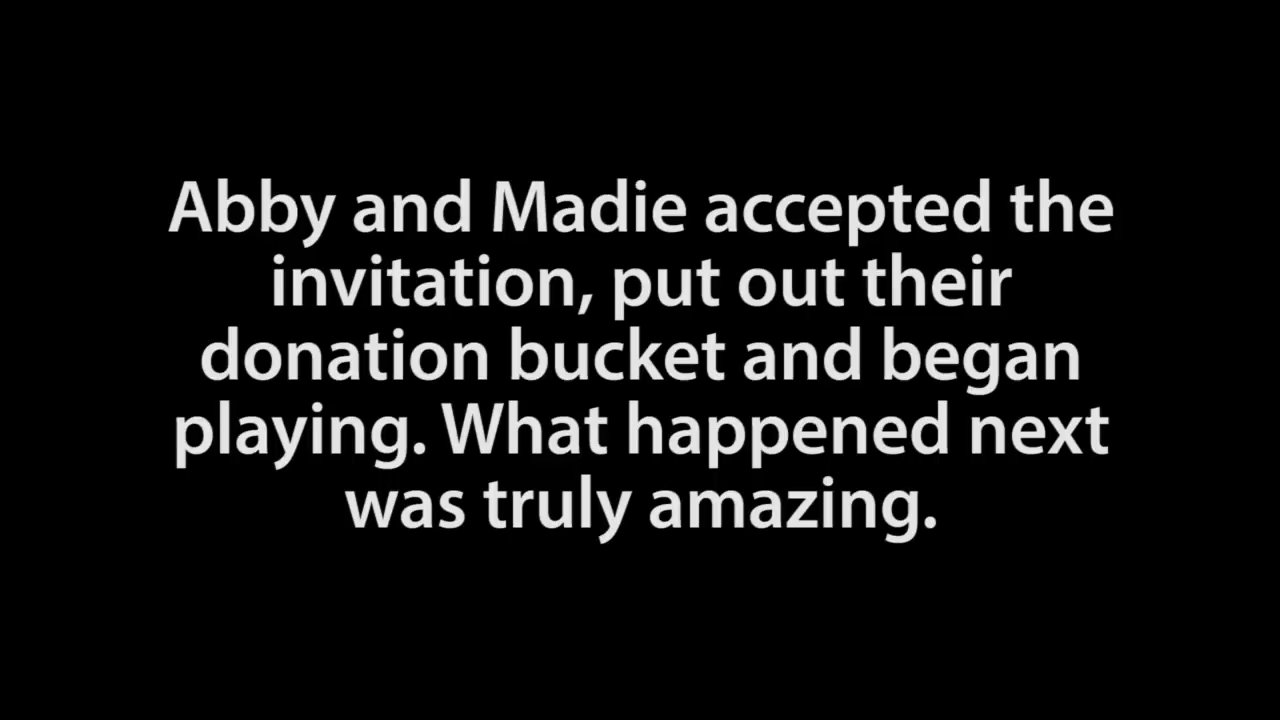 Abby and Madie accepted the
invitation, put out their
donation bucket and began
playing. What happened next
was truly amazing.